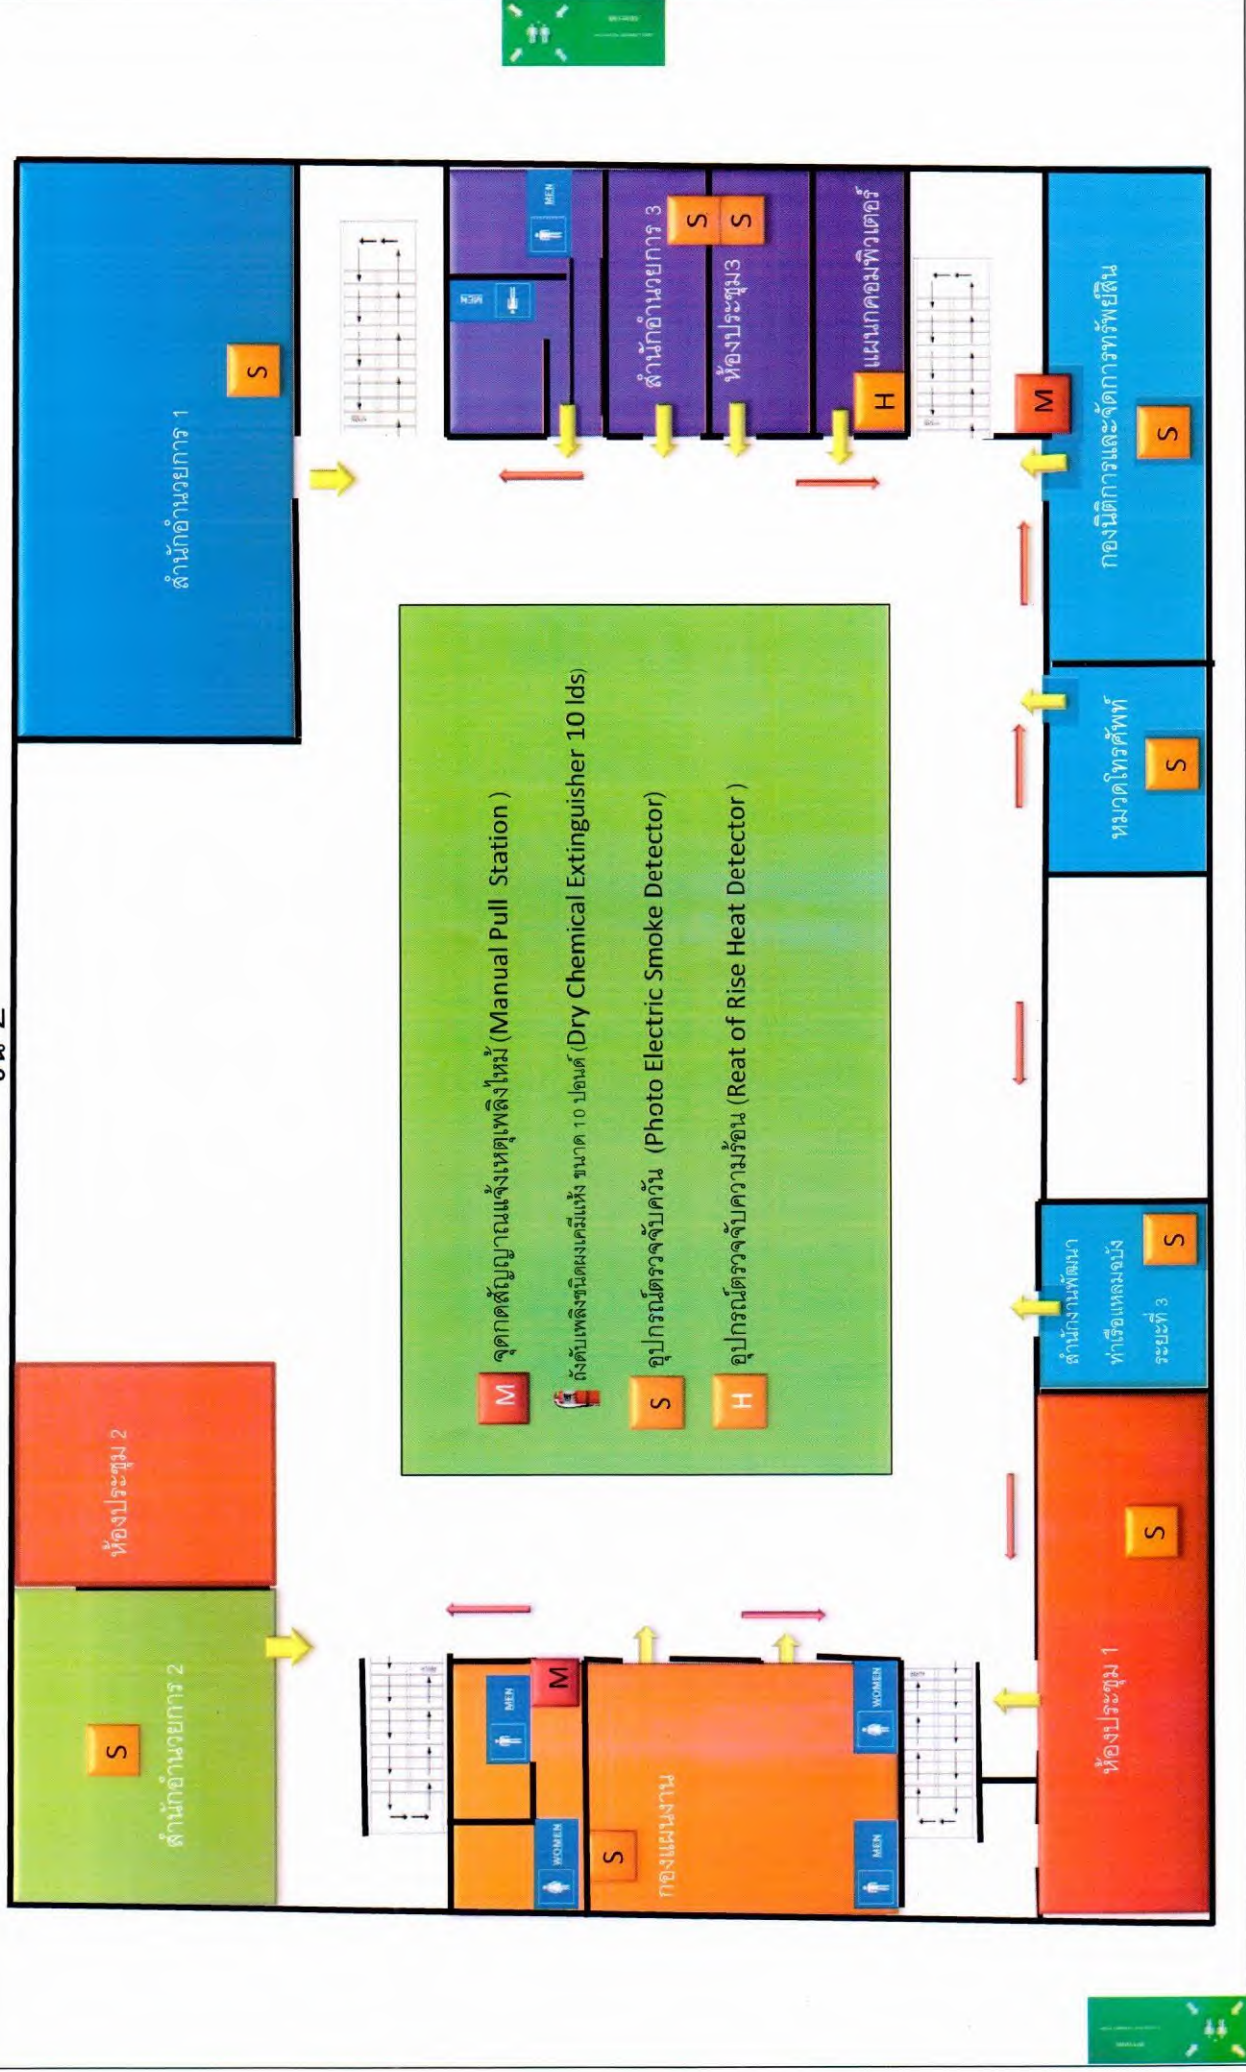 ชั้น 2
สำนักอำนวยการ 2
S
ห้องประชุม 2
สำนักอำนวยการ 1
S
MEN
WOMEN
M
MEN
MEN
M จุดกดสัญญาณแจ้งเหตุเพลิงไหม้ (Manual Pull Station )
ถังดับเพลิงชนิดผงเคมีแห้ง ขนาด 10 ปอนด์ (Dry Chemical Extinguisher 10 lds)
S อุปกรณ์ตรวจจับควัน (Photo Electric Smoke Detector)
H อุปกรณ์ตรวจจับความร้อน (Reat of Rise Heat Detector )
S
กองแผนงาน
MEN
WOMEN
สำนักอำนวยการ 3
S
ห้องประชุม3
S
แผนกคอมพิวเตอร์
H
M
ห้องประชุม 1
S
สำนักงานพัฒนา
ท่าเรือแหลมฉบัง
ระยะที่ 3
S
หมวดโทรศัพท์
S
กองนิติการและจัดการทรัพย์สิน
S